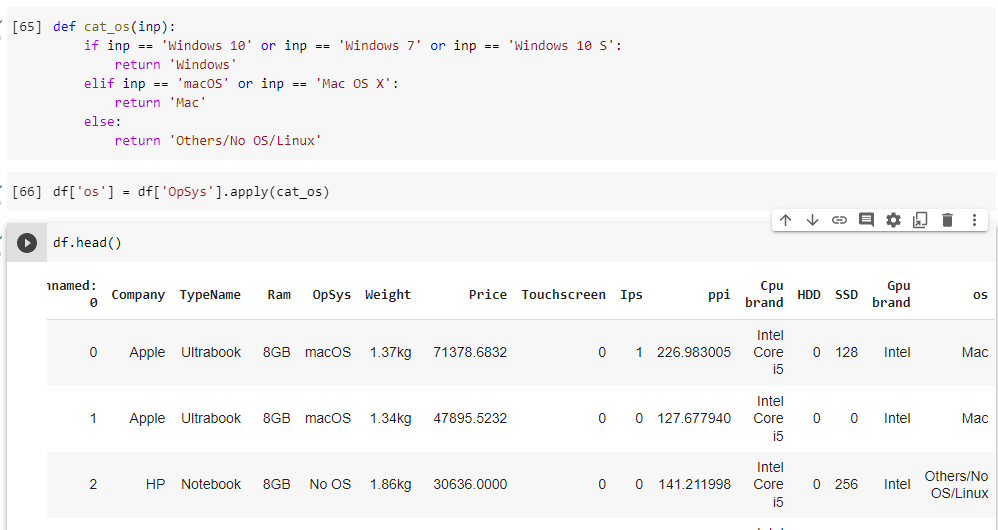 [65] def cat_os(inp):
if inp == 'Windows 10' or inp == 'Windows 7' or inp == 'Windows 10 S':
return 'Windows'
elif inp == 'macOS' or inp == 'Mac OS X':
return 'Mac'
else:
return 'Others/No OS/Linux'
[66] df['os'] = df['OpSys'].apply(cat_os)
df.head()
nnamed: 0 Company TypeName Ram OpSys Weight Price Touchscreen Ips ppi Cpu brand HDD SSD Gpu brand os
0 Apple Ultrabook 8GB macOS 1.37kg 71378.6832 0 1 226.983005 Intel Core i5 0 128 Intel Mac
1 Apple Ultrabook 8GB macOS 1.34kg 47895.5232 0 0 127.677940 Intel Core i5 0 0 Intel Mac
2 HP Notebook 8GB No OS 1.86kg 30636.0000 0 0 141.211998 Intel Core i5 0 256 Intel Others/No OS/Linux